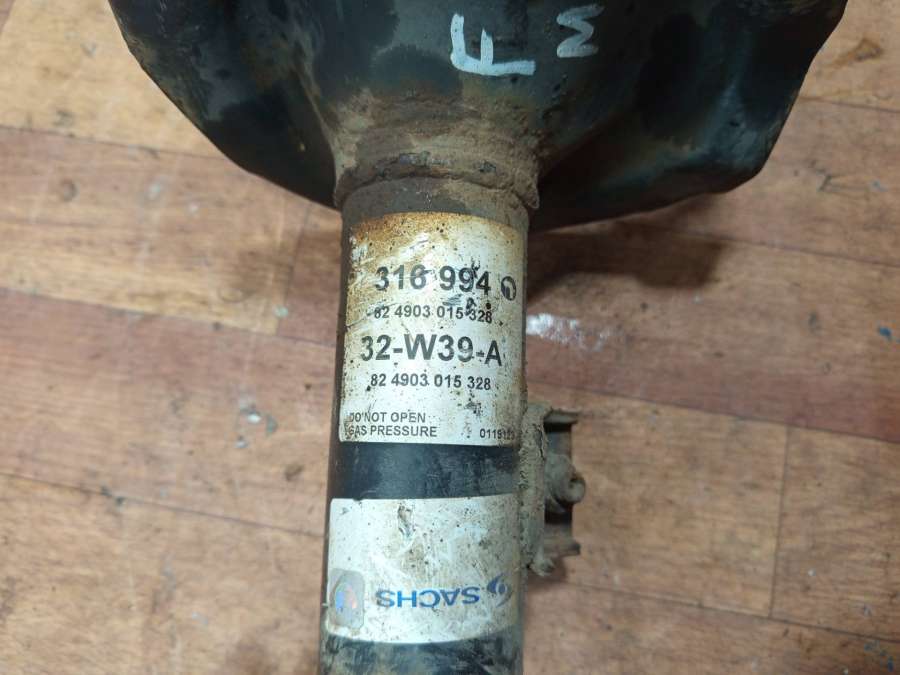 F
M
316 994
82 4903 015 328
32-W39-A
82 4903 015 328
DO NOT OPEN
GAS PRESSURE
SACHS